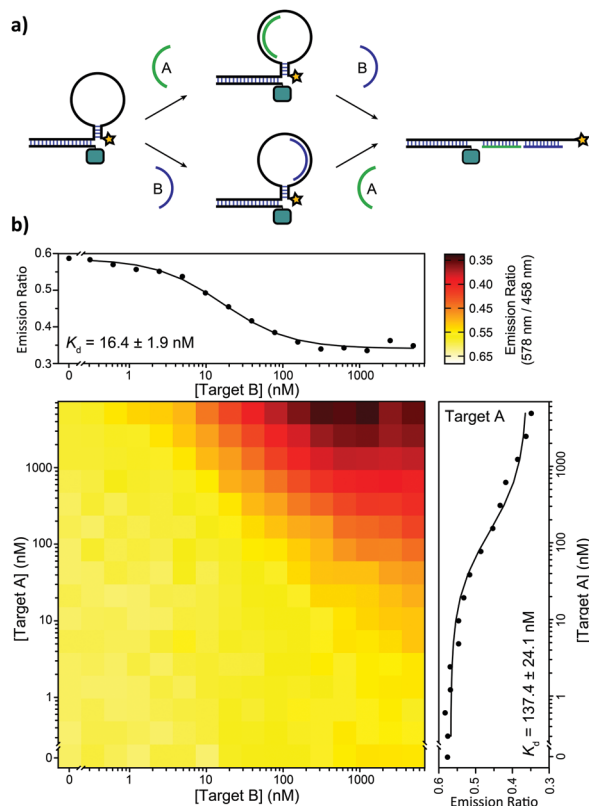 a)
A
B
B
A
b)
Emission Ratio
0.6
0.5
0.4
0.3
K_d = 16.4 ± 1.9 nM
0 1 10 100 1000
[Target B] (nM)
0.35
0.45
0.55
0.65
Emission Ratio
(578 nm / 458 nm)
[Target A] (nM)
1000
100
10
1
0
0 1 10 100 1000
[Target B] (nM)
Target A
K_d = 137.4 ± 24.1 nM
1000
100
10
1
0
[Target A] (nM)
0.6 0.5 0.4 0.3
Emission Ratio